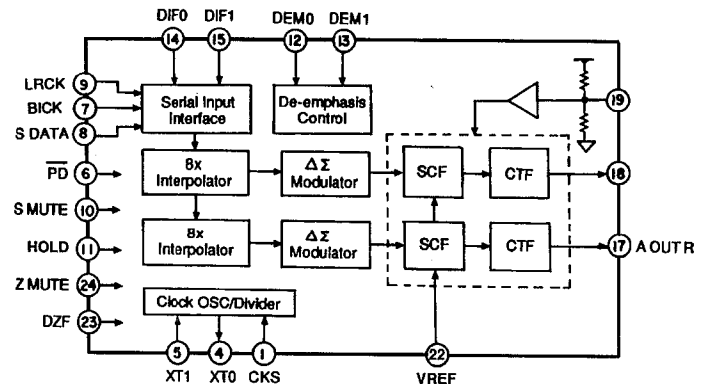 DIF0 DIF1 DEM0 DEM1
14 15 12 13
LRCK 9
BICK 7
S DATA 8
PD 6
S MUTE 10
HOLD 11
Z MUTE 24
DZF 23
Serial Input
Interface
De-emphasis
Control
19
8x
Interpolator
ΔΣ
Modulator
SCF
CTF
18
8x
Interpolator
ΔΣ
Modulator
SCF
CTF
17 A OUT R
Clock OSC/Divider
5 4 1 22
XT1 XT0 CKS VREF